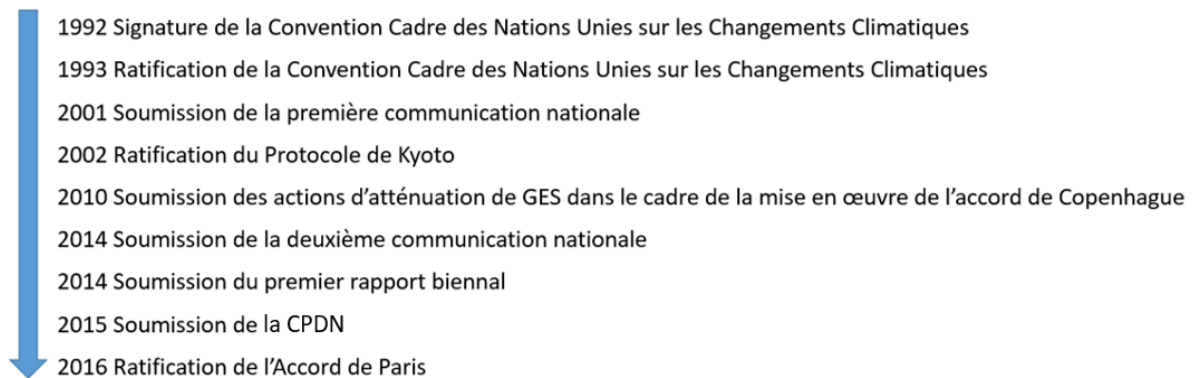 1992 Signature de la Convention Cadre des Nations Unies sur les Changements Climatiques
1993 Ratification de la Convention Cadre des Nations Unies sur les Changements Climatiques
2001 Soumission de la première communication nationale
2002 Ratification du Protocole de Kyoto
2010 Soumission des actions d’atténuation de GES dans le cadre de la mise en œuvre de l’accord de Copenhague
2014 Soumission de la deuxième communication nationale
2014 Soumission du premier rapport biennal
2015 Soumission de la CPDN
2016 Ratification de l’Accord de Paris